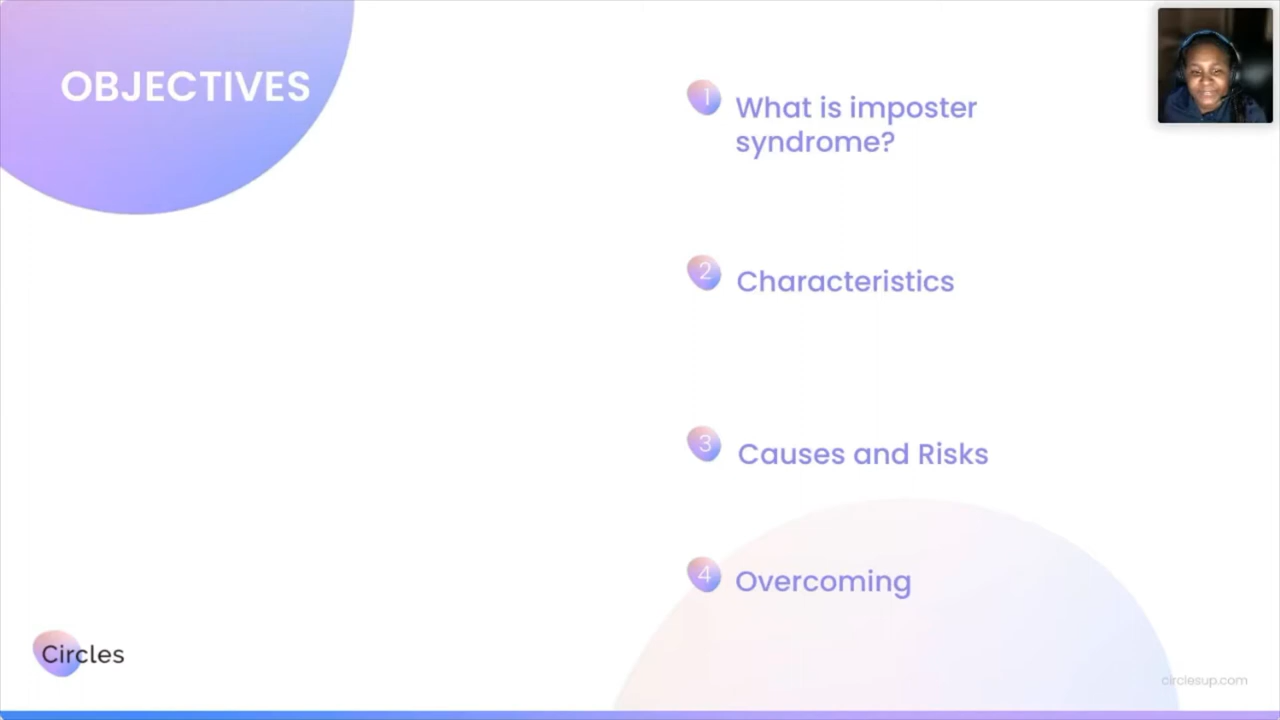 OBJECTIVES
1
What is imposter
syndrome?
2
Characteristics
3
Causes and Risks
4
Overcoming
Circles
circlesup.com